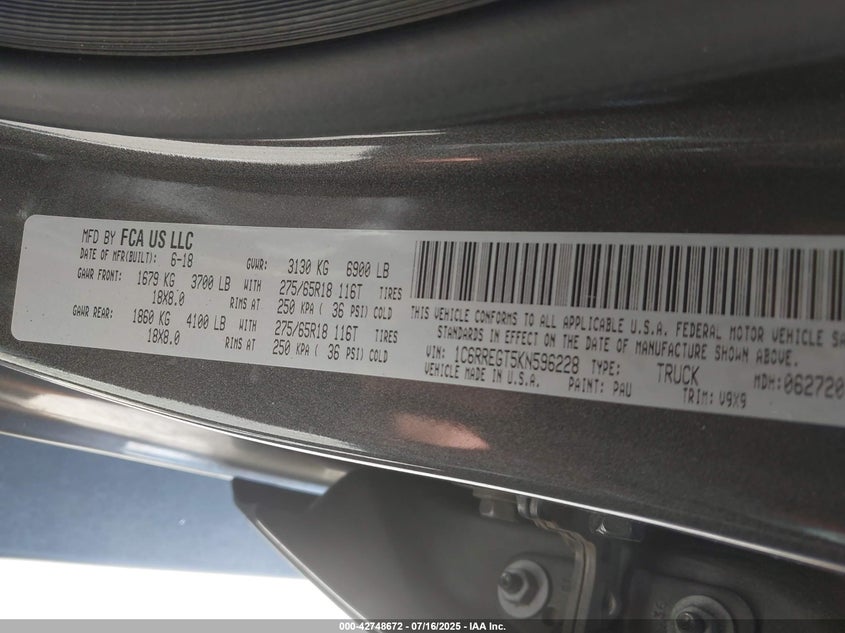 MFD BY FCA US LLC
DATE OF MFR(BUILT): 6-18 GVWR: 3130 KG 6900 LB
GAWR FRONT: 1679 KG 3700 LB WITH 275/65R18 116T TIRES
18X8.0 RIMS AT 250 KPA ( 36 PSI) COLD
GAWR REAR: 1860 KG 4100 LB WITH 275/65R18 116T TIRES
18X8.0 RIMS AT 250 KPA ( 36 PSI) COLD
THIS VEHICLE CONFORMS TO ALL APPLICABLE U.S.A. FEDERAL MOTOR VEHICLE SA
STANDARDS IN EFFECT ON THE DATE OF MANUFACTURE SHOWN ABOVE.
VIN: 1C6RREGT5KN596228 TYPE: TRUCK MDH: 062720
VEHICLE MADE IN U.S.A. PAINT: PAU TRIM: V9X9
000-42748672 - 07/16/2025 - IAA Inc.